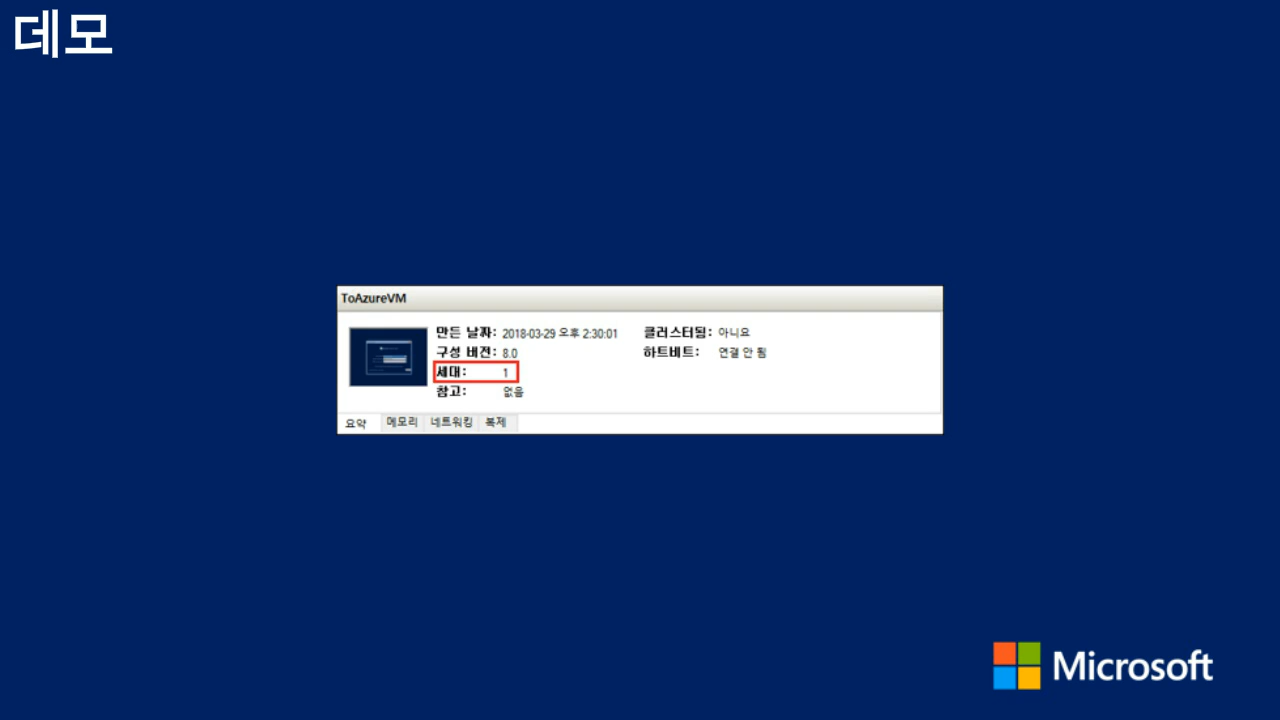 데모
ToAzureVM
만든 날짜: 2018-03-29 오후 2:30:01 클러스터됨: 아니요
구성 버전: 8.0 하트비트: 연결 안 됨
세대: 1
참고: 없음
요약 메모리 네트워킹 복제
Microsoft